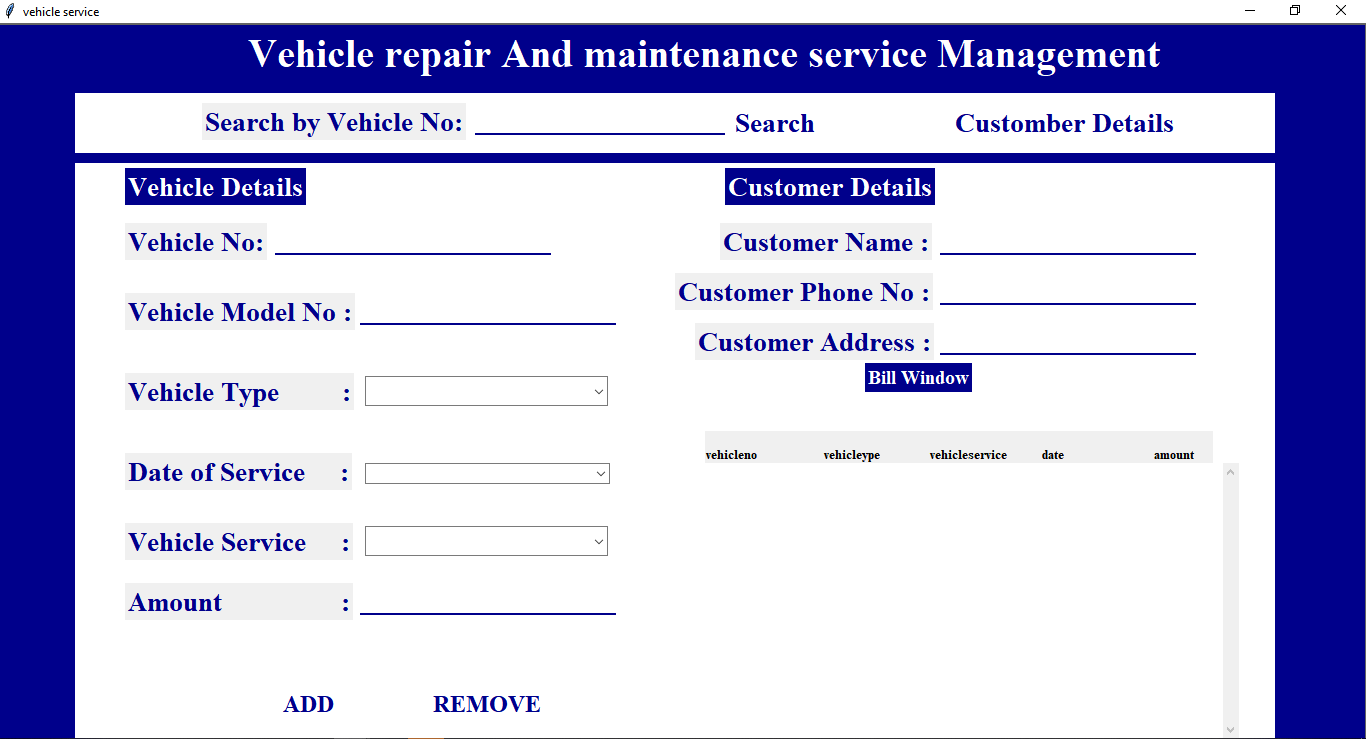 vehicle service
Vehicle repair And maintenance service Management
Search by Vehicle No: Search Customber Details
Vehicle Details
Vehicle No:
Vehicle Model No :
Vehicle Type :
Date of Service :
Vehicle Service :
Amount :
ADD REMOVE
Customer Details
Customer Name :
Customer Phone No :
Customer Address :
Bill Window
vehicleno vehicleype vehicleservice date amount